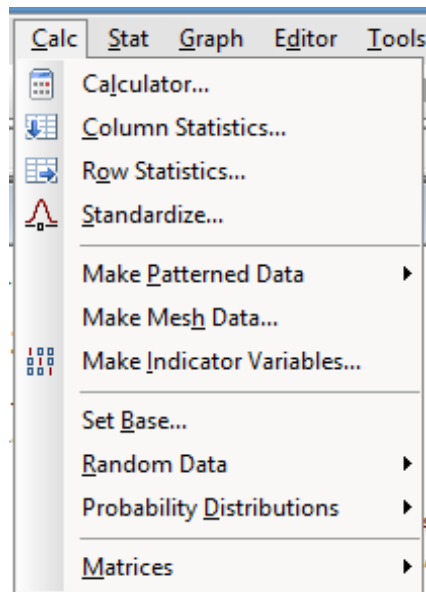 Calc Stat Graph Editor Tools
Calculator...
Column Statistics...
Row Statistics...
Standardize...
Make Patterned Data
Make Mesh Data...
Make Indicator Variables...
Set Base...
Random Data
Probability Distributions
Matrices